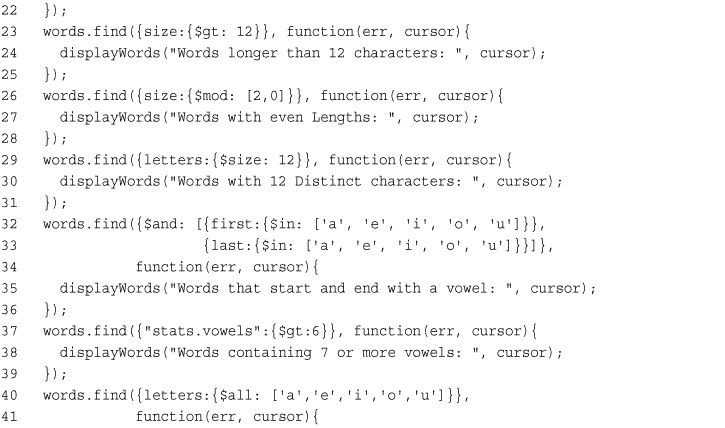 22   });
23   words.find({size:{$gt: 12}}, function(err, cursor){
24     displayWords("Words longer than 12 characters: ", cursor);
25   });
26   words.find({size:{$mod: [2,0]}}, function(err, cursor){
27     displayWords("Words with even Lengths: ", cursor);
28   });
29   words.find({letters:{$size: 12}}, function(err, cursor){
30     displayWords("Words with 12 Distinct characters: ", cursor);
31   });
32   words.find({$and: [{first:{$in: ['a', 'e', 'i', 'o', 'u']}},
33                      {last:{$in: ['a', 'e', 'i', 'o', 'u']}}]},
34              function(err, cursor){
35     displayWords("Words that start and end with a vowel: ", cursor);
36   });
37   words.find({"stats.vowels":{$gt:6}}, function(err, cursor){
38     displayWords("Words containing 7 or more vowels: ", cursor);
39   });
40   words.find({letters:{$all: ['a','e','i','o','u']}},
41              function(err, cursor){